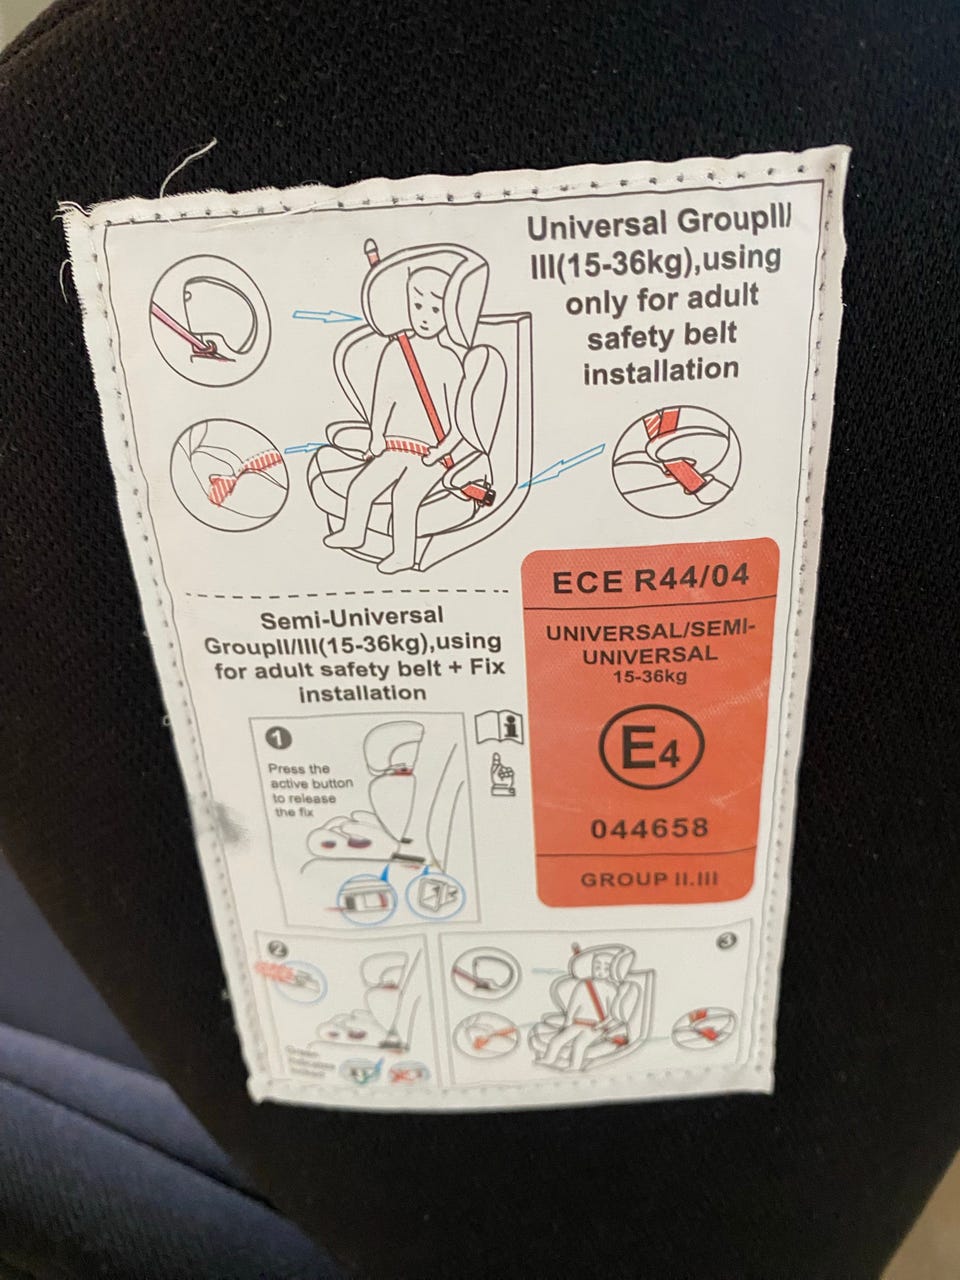 Universal GroupII/
III(15-36kg),using
only for adult
safety belt
installation
Semi-Universal
GroupII/III(15-36kg),using
for adult safety belt + Fix
installation
1
Press the
active button
to release
the fix
i
ECE R44/04
UNIVERSAL/SEMI-
UNIVERSAL
15-36kg
E4
044658
GROUP II.III
2
Green
3